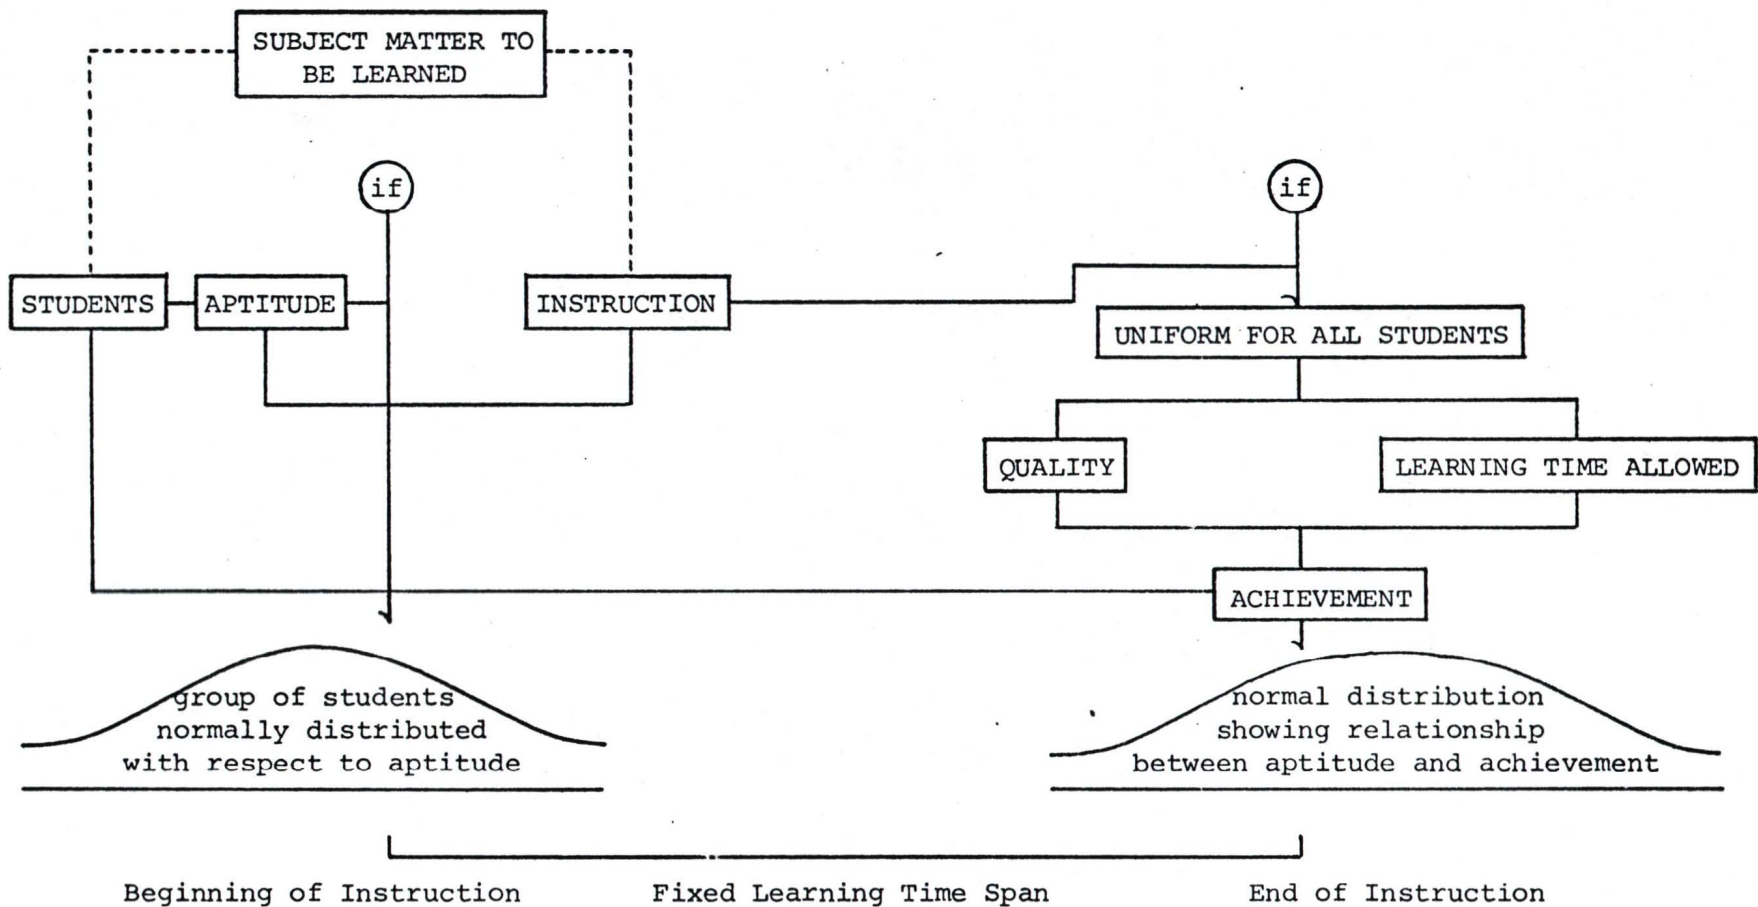 SUBJECT MATTER TO
BE LEARNED
if
if
STUDENTS
APTITUDE
INSTRUCTION
UNIFORM FOR ALL STUDENTS
QUALITY
LEARNING TIME ALLOWED
ACHIEVEMENT
group of students
normally distributed
with respect to aptitude
normal distribution
showing relationship
between aptitude and achievement
Beginning of Instruction
Fixed Learning Time Span
End of Instruction